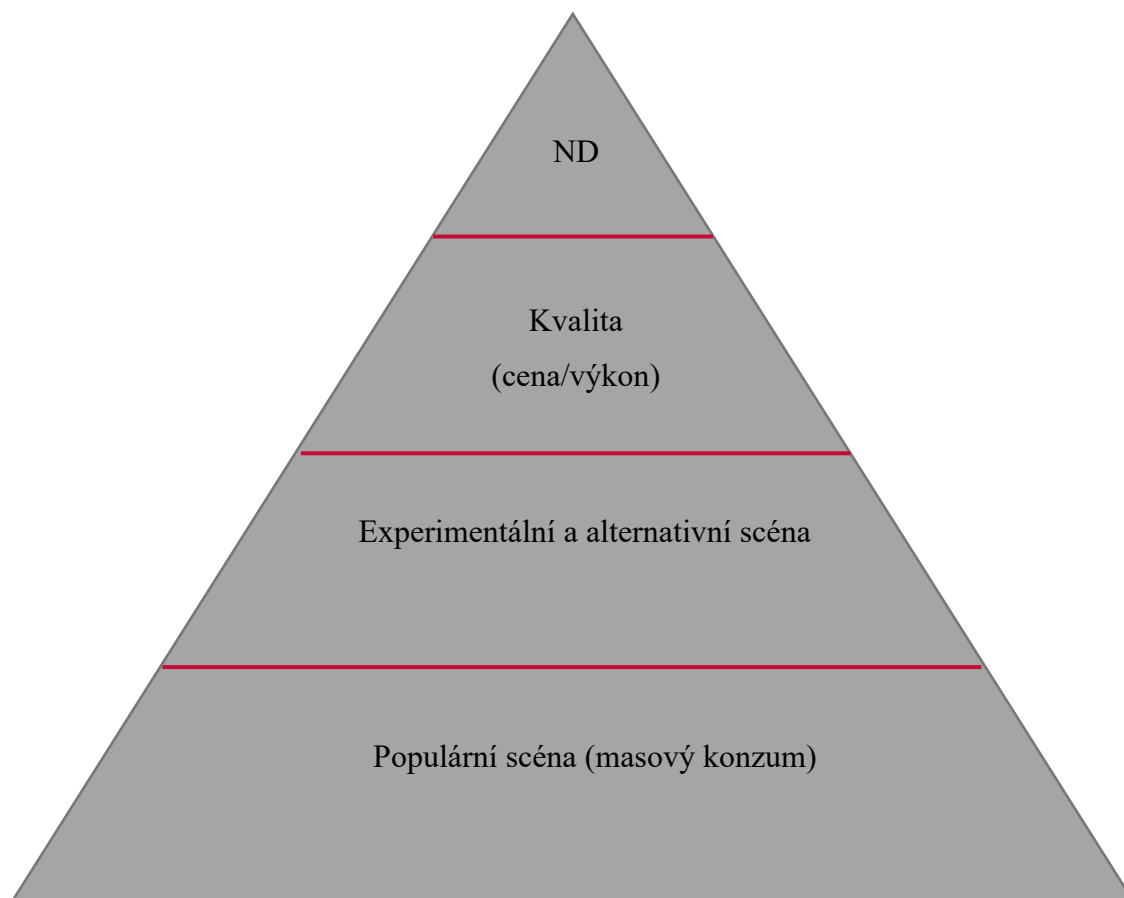 ND
Kvalita
(cena/výkon)
Experimentální a alternativní scéna
Populární scéna (masový konzum)